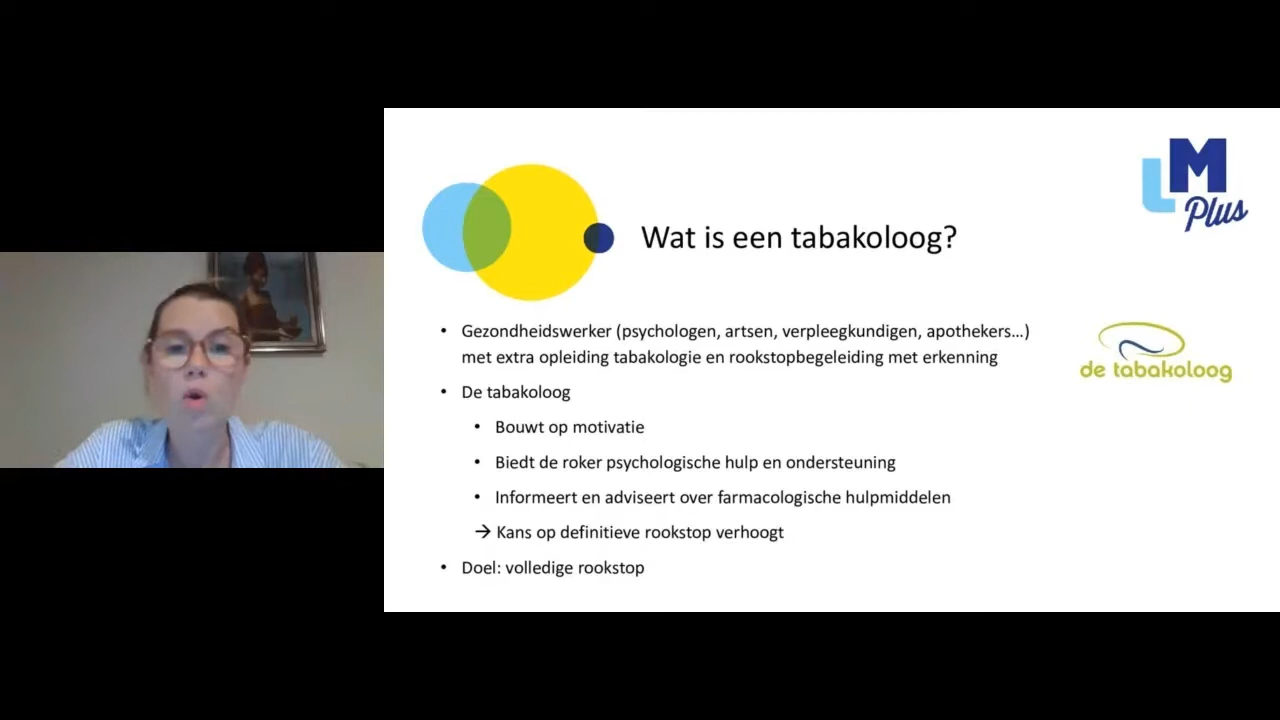 LM
Plus
Wat is een tabakoloog?
• Gezondheidswerker (psychologen, artsen, verpleegkundigen, apothekers...)
met extra opleiding tabakologie en rookstopbegeleiding met erkenning
de tabakoloog
• De tabakoloog
• Bouwt op motivatie
• Biedt de roker psychologische hulp en ondersteuning
• Informeert en adviseert over farmacologische hulpmiddelen
→ Kans op definitieve rookstop verhoogt
• Doel: volledige rookstop